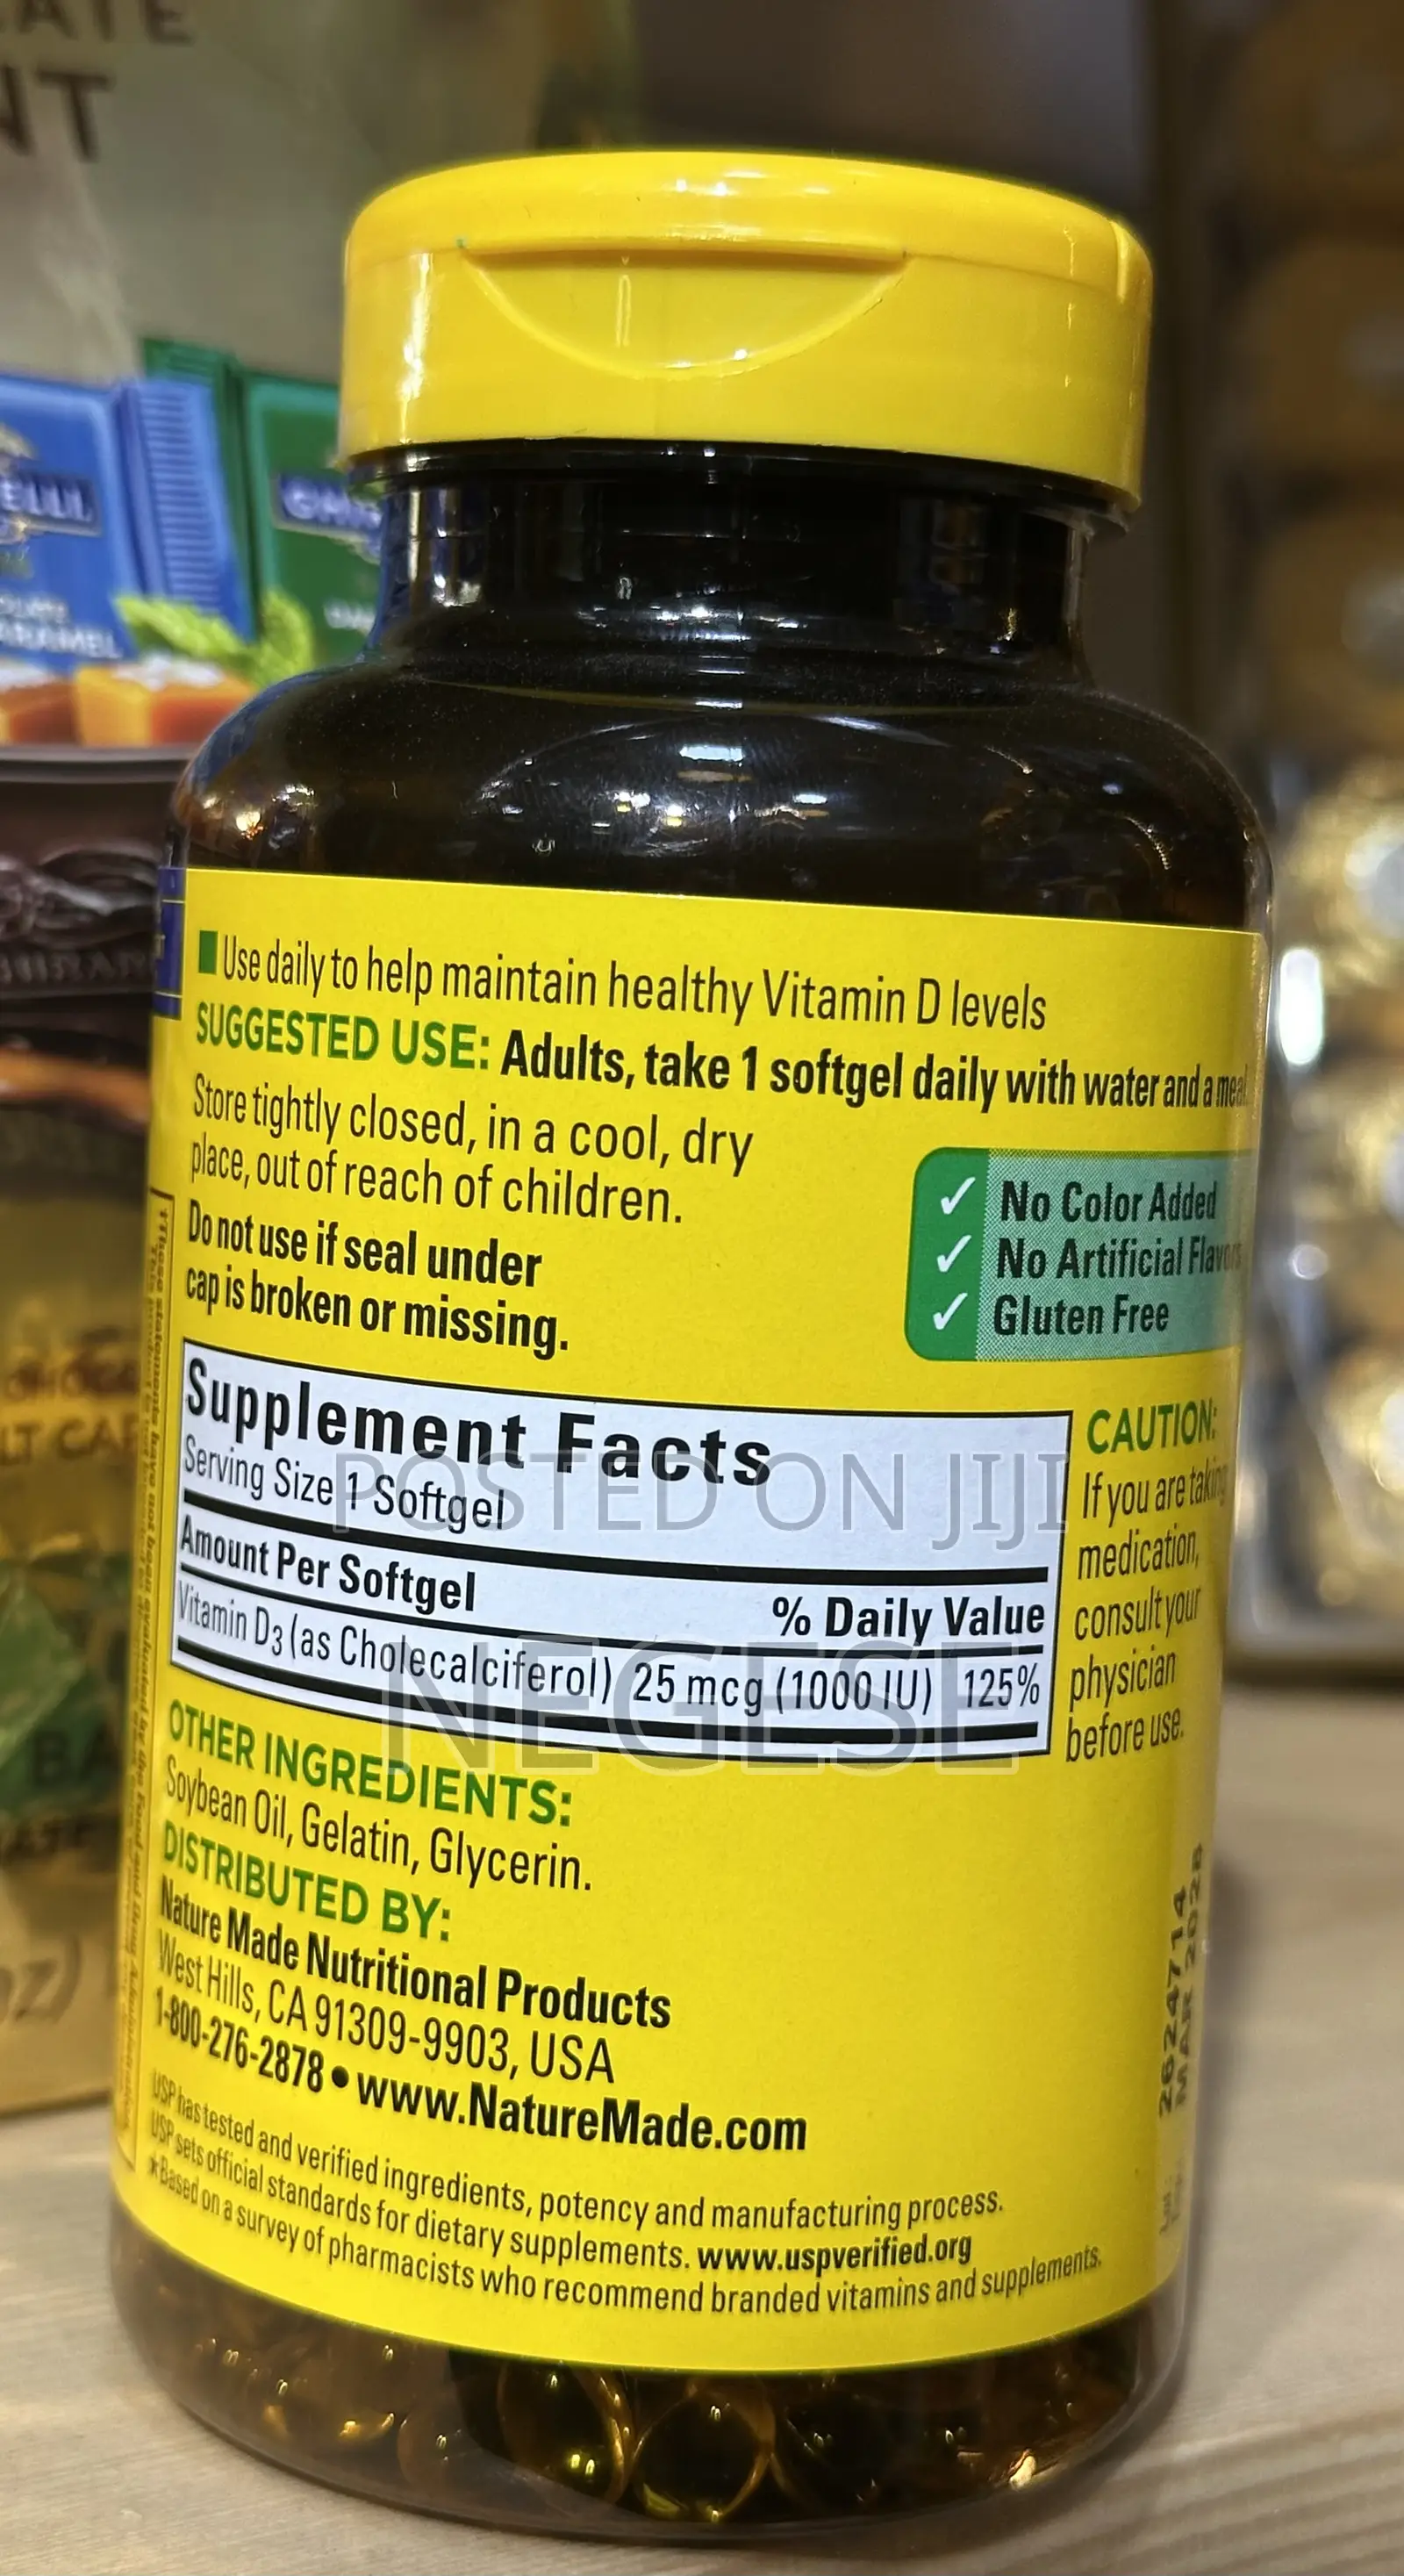 ATE
NT
ELLI
ARAMEL
Use daily to help maintain healthy Vitamin D levels
SUGGESTED USE: Adults, take 1 softgel daily with water and a meal.
Store tightly closed, in a cool, dry
place, out of reach of children.
Do not use if seal under
cap is broken or missing.
✓ No Color Added
✓ No Artificial Flavors
✓ Gluten Free
Supplement Facts
Serving Size 1 Softgel
Amount Per Softgel % Daily Value
Vitamin D3 (as Cholecalciferol) 25 mcg (1000 IU) 125%
CAUTION:
If you are taking
medication,
consult your
physician
before use.
POSTED ON JIJI
NEGESE
OTHER INGREDIENTS:
Soybean Oil, Gelatin, Glycerin.
DISTRIBUTED BY:
Nature Made Nutritional Products
West Hills, CA 91309-9903, USA
1-800-276-2878 • www.NatureMade.com
USP has tested and verified ingredients, potency and manufacturing process.
USP sets official standards for dietary supplements. www.uspverified.org
*Based on a survey of pharmacists who recommend branded vitamins and supplements.
2624714
MAR 2028